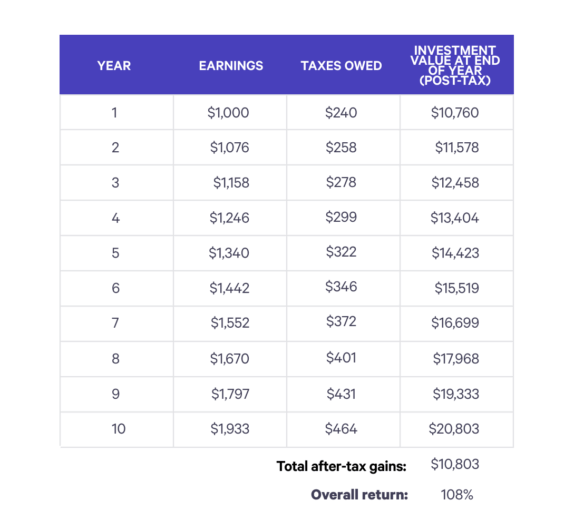 YEAR EARNINGS TAXES OWED INVESTMENT VALUE AT END OF YEAR (POST-TAX)
1 $1,000 $240 $10,760
2 $1,076 $258 $11,578
3 $1,158 $278 $12,458
4 $1,246 $299 $13,404
5 $1,340 $322 $14,423
6 $1,442 $346 $15,519
7 $1,552 $372 $16,699
8 $1,670 $401 $17,968
9 $1,797 $431 $19,333
10 $1,933 $464 $20,803
Total after-tax gains: $10,803
Overall return: 108%